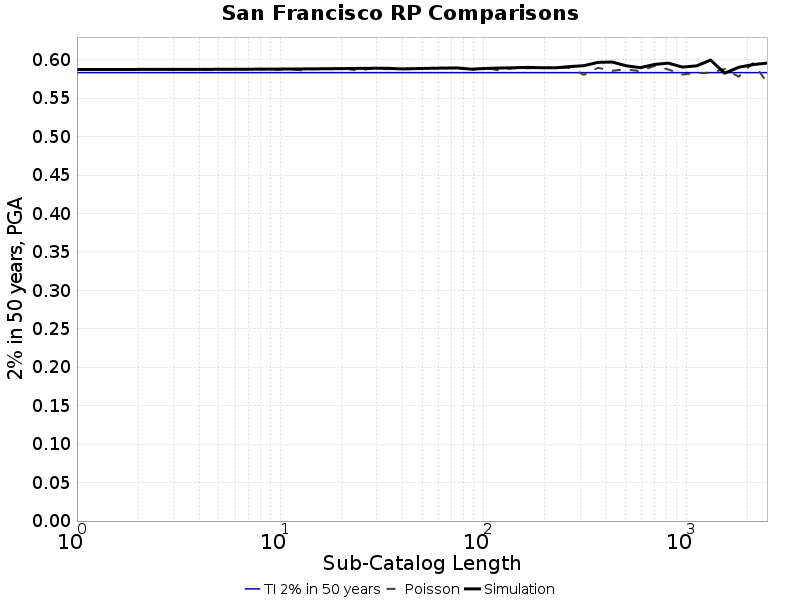 San Francisco RP Comparisons
2% in 50 years, PGA
0.60
0.55
0.50
0.45
0.40
0.35
0.30
0.25
0.20
0.15
0.10
0.05
0.00
10^0 10^1 10^2 10^3
Sub-Catalog Length
TI 2% in 50 years Poisson Simulation